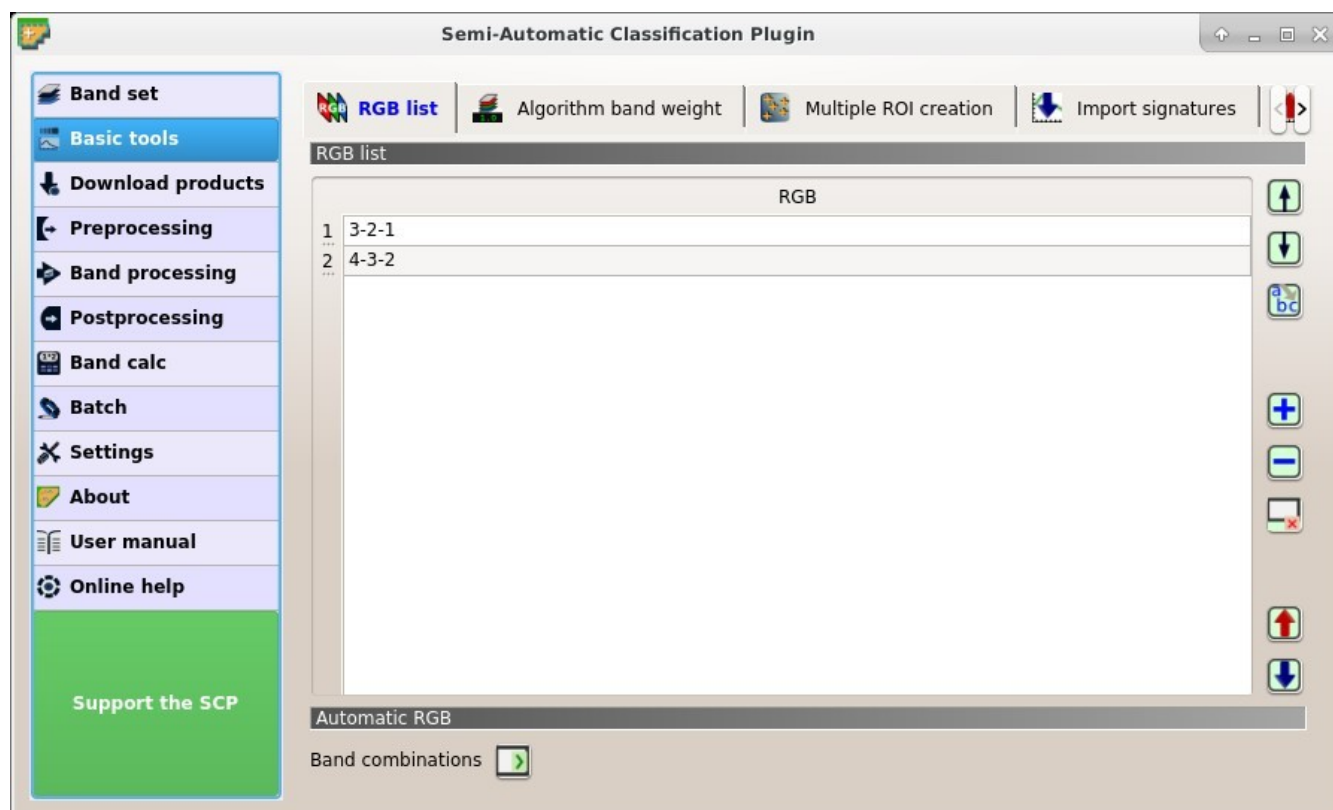 Semi-Automatic Classification Plugin
Band set
Basic tools
Download products
Preprocessing
Band processing
Postprocessing
Band calc
Batch
Settings
About
User manual
Online help
Support the SCP
RGB list
Algorithm band weight
Multiple ROI creation
Import signatures
RGB list
RGB
1 3-2-1
2 4-3-2
a
bc
Automatic RGB
Band combinations